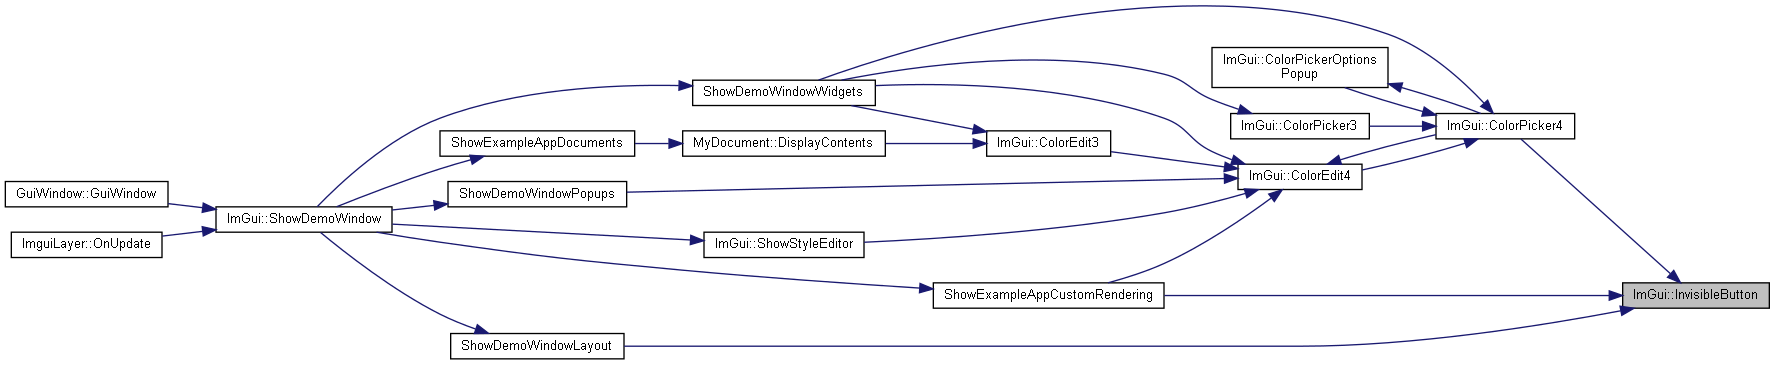 ImGui::ColorPickerOptions
Popup
ShowDemoWindowWidgets
ImGui::ColorPicker3
ImGui::ColorPicker4
ShowExampleAppDocuments
MyDocument::DisplayContents
ImGui::ColorEdit3
ImGui::ColorEdit4
GuiWindow::GuiWindow
ShowDemoWindowPopups
ImGui::ShowDemoWindow
ImguiLayer::OnUpdate
ImGui::ShowStyleEditor
ShowExampleAppCustomRendering
ImGui::InvisibleButton
ShowDemoWindowLayout